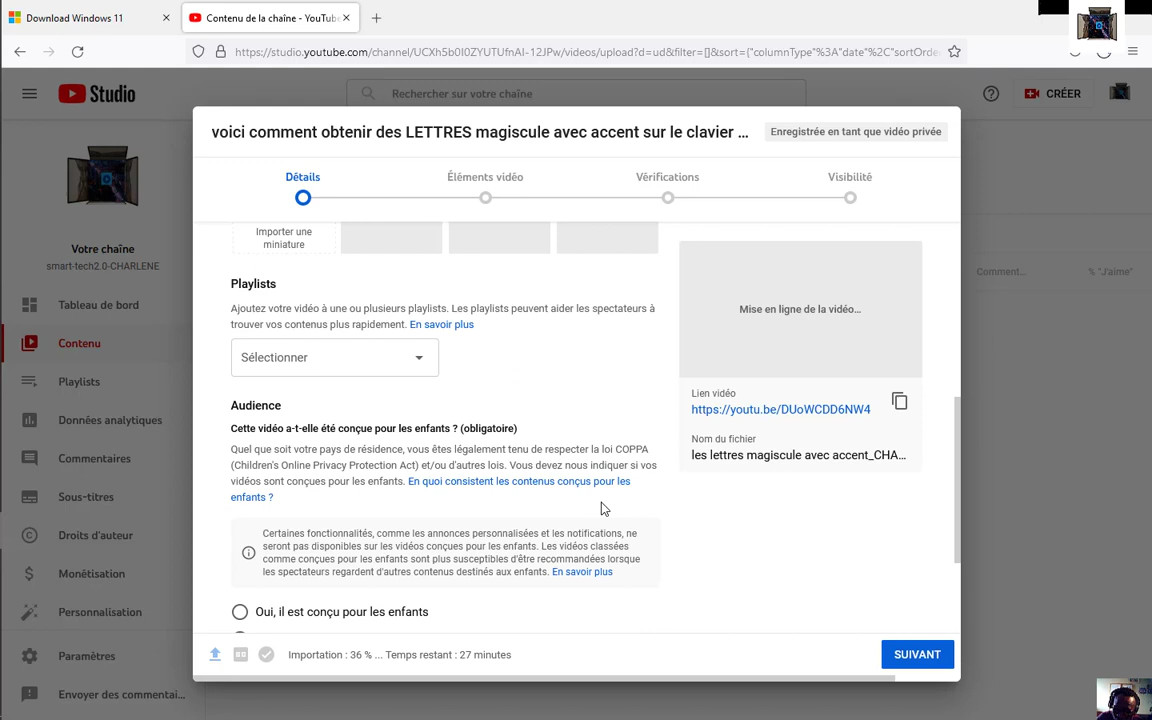 Download Windows 11
Contenu de la chaîne - YouTube
https://studio.youtube.com/channel/UCXh5b0I0ZYUTUfnAI-12JPw/videos/upload?d=ud&filter=[]&sort={"columnType"%3A"date"%2C"sortOrde
Studio
Rechercher sur votre chaîne
CRÉER
voici comment obtenir des LETTRES magiscule avec accent sur le clavier ...
Enregistrée en tant que vidéo privée
Détails
Éléments vidéo
Vérifications
Visibilité
Votre chaîne
smart-tech2.0-CHARLENE
Tableau de bord
Contenu
Playlists
Données analytiques
Commentaires
Sous-titres
Droits d'auteur
Monétisation
Personnalisation
Paramètres
Envoyer des commentai...
Importer une
miniature
Playlists
Ajoutez votre vidéo à une ou plusieurs playlists. Les playlists peuvent aider les spectateurs à
trouver vos contenus plus rapidement. En savoir plus
Sélectionner
Audience
Cette vidéo a-t-elle été conçue pour les enfants ? (obligatoire)
Quel que soit votre pays de résidence, vous êtes légalement tenu de respecter la loi COPPA
(Children's Online Privacy Protection Act) et/ou d'autres lois. Vous devez nous indiquer si vos
vidéos sont conçues pour les enfants. En quoi consistent les contenus conçus pour les
enfants ?
Certaines fonctionnalités, comme les annonces personnalisées et les notifications, ne
seront pas disponibles sur les vidéos conçues pour les enfants. Les vidéos classées
comme conçues pour les enfants sont plus susceptibles d'être recommandées lorsque
les spectateurs regardent d'autres contenus destinés aux enfants. En savoir plus
Oui, il est conçu pour les enfants
Mise en ligne de la vidéo...
Lien vidéo
https://youtu.be/DUoWCDD6NW4
Nom du fichier
les lettres magiscule avec accent_CHA...
Comment...
% "J'aime"
Importation : 36 % ... Temps restant : 27 minutes
SUIVANT